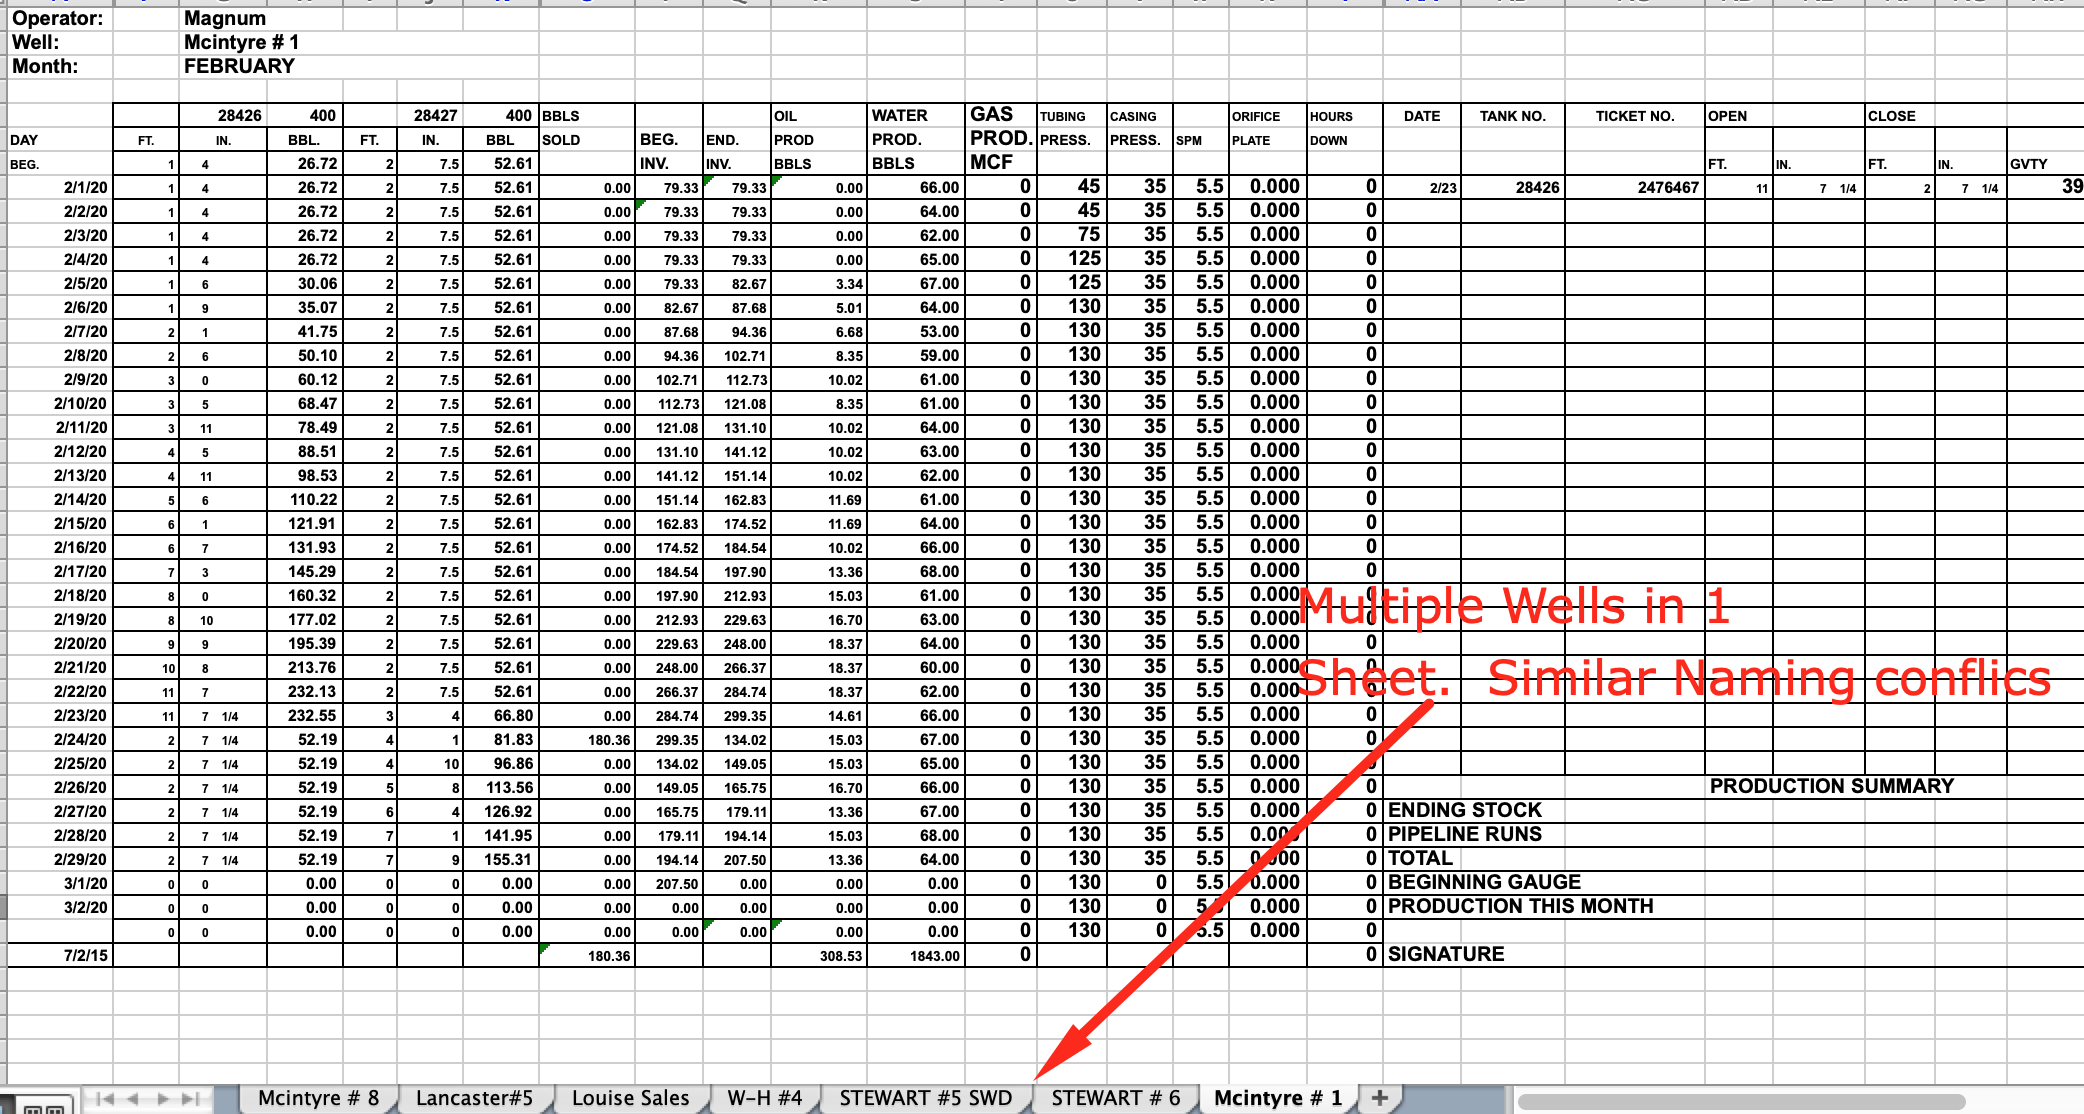 Operator: Magnum
Well: Mcintyre # 1
Month: FEBRUARY
28426 400 28427 400 BBLS OIL WATER GAS TUBING CASING ORIFICE HOURS DATE TANK NO. TICKET NO. OPEN CLOSE
DAY FT. IN. BBL. FT. IN. BBL SOLD BEG. END. PROD PROD. PROD. PRESS. PRESS. SPM PLATE DOWN
BEG. 1 4 26.72 2 7.5 52.61 INV. INV. BBLS BBLS MCF FT. IN. FT. IN. GVTY
2/1/20 1 4 26.72 2 7.5 52.61 0.00 79.33 79.33 0.00 66.00 0 45 35 5.5 0.000 0 2/23 28426 2476467 11 7 1/4 2 7 1/4 39
2/2/20 1 4 26.72 2 7.5 52.61 0.00 79.33 79.33 0.00 64.00 0 45 35 5.5 0.000 0
2/3/20 1 4 26.72 2 7.5 52.61 0.00 79.33 79.33 0.00 62.00 0 75 35 5.5 0.000 0
2/4/20 1 4 26.72 2 7.5 52.61 0.00 79.33 79.33 0.00 65.00 0 125 35 5.5 0.000 0
2/5/20 1 6 30.06 2 7.5 52.61 0.00 79.33 82.67 3.34 67.00 0 125 35 5.5 0.000 0
2/6/20 1 9 35.07 2 7.5 52.61 0.00 82.67 87.68 5.01 64.00 0 130 35 5.5 0.000 0
2/7/20 2 1 41.75 2 7.5 52.61 0.00 87.68 94.36 6.68 53.00 0 130 35 5.5 0.000 0
2/8/20 2 6 50.10 2 7.5 52.61 0.00 94.36 102.71 8.35 59.00 0 130 35 5.5 0.000 0
2/9/20 3 0 60.12 2 7.5 52.61 0.00 102.71 112.73 10.02 61.00 0 130 35 5.5 0.000 0
2/10/20 3 5 68.47 2 7.5 52.61 0.00 112.73 121.08 8.35 61.00 0 130 35 5.5 0.000 0
2/11/20 3 11 78.49 2 7.5 52.61 0.00 121.08 131.10 10.02 64.00 0 130 35 5.5 0.000 0
2/12/20 4 5 88.51 2 7.5 52.61 0.00 131.10 141.12 10.02 63.00 0 130 35 5.5 0.000 0
2/13/20 4 11 98.53 2 7.5 52.61 0.00 141.12 151.14 10.02 62.00 0 130 35 5.5 0.000 0
2/14/20 5 6 110.22 2 7.5 52.61 0.00 151.14 162.83 11.69 61.00 0 130 35 5.5 0.000 0
2/15/20 6 1 121.91 2 7.5 52.61 0.00 162.83 174.52 11.69 64.00 0 130 35 5.5 0.000 0
2/16/20 6 7 131.93 2 7.5 52.61 0.00 174.52 184.54 10.02 66.00 0 130 35 5.5 0.000 0
2/17/20 7 3 145.29 2 7.5 52.61 0.00 184.54 197.90 13.36 68.00 0 130 35 5.5 0.000 0
2/18/20 8 0 160.32 2 7.5 52.61 0.00 197.90 212.93 15.03 61.00 0 130 35 5.5 0.000
Multiple Wells in 1
2/19/20 8 10 177.02 2 7.5 52.61 0.00 212.93 229.63 16.70 63.00 0 130 35 5.5 0.000 0
2/20/20 9 9 195.39 2 7.5 52.61 0.00 229.63 248.00 18.37 64.00 0 130 35 5.5 0.000 0
2/21/20 10 8 213.76 2 7.5 52.61 0.00 248.00 266.37 18.37 60.00 0 130 35 5.5 0.000 0
Sheet. Similar Naming conflics
2/22/20 11 7 232.13 2 7.5 52.61 0.00 266.37 284.74 18.37 62.00 0 130 35 5.5 0.000 0
2/23/20 11 7 1/4 232.55 3 4 66.80 0.00 284.74 299.35 14.61 66.00 0 130 35 5.5 0.000 0
2/24/20 2 7 1/4 52.19 4 1 81.83 180.36 299.35 134.02 15.03 67.00 0 130 35 5.5 0.000 0
2/25/20 2 7 1/4 52.19 4 10 96.86 0.00 134.02 149.05 15.03 65.00 0 130 35 5.5 0.000 0
2/26/20 2 7 1/4 52.19 5 8 113.56 0.00 149.05 165.75 16.70 66.00 0 130 35 5.5 0.000 0 PRODUCTION SUMMARY
2/27/20 2 7 1/4 52.19 6 4 126.92 0.00 165.75 179.11 13.36 67.00 0 130 35 5.5 0.000 0 ENDING STOCK
2/28/20 2 7 1/4 52.19 7 1 141.95 0.00 179.11 194.14 15.03 68.00 0 130 35 5.5 0.000 0 PIPELINE RUNS
2/29/20 2 7 1/4 52.19 7 9 155.31 0.00 194.14 207.50 13.36 64.00 0 130 35 5.5 0.000 0 TOTAL
3/1/20 0 0 0.00 0 0 0.00 0.00 207.50 0.00 0.00 0.00 0 130 0 5.5 0.000 0 BEGINNING GAUGE
3/2/20 0 0 0.00 0 0 0.00 0.00 0.00 0.00 0.00 0.00 0 130 0 5.5 0.000 0 PRODUCTION THIS MONTH
0 0 0.00 0 0 0.00 0.00 0.00 0.00 0.00 0.00 0 130 0 5.5 0.000 0
7/2/15 180.36 308.53 1843.00 0 0 SIGNATURE
Mcintyre # 8 Lancaster#5 Louise Sales W-H #4 STEWART #5 SWD STEWART # 6 Mcintyre # 1 +